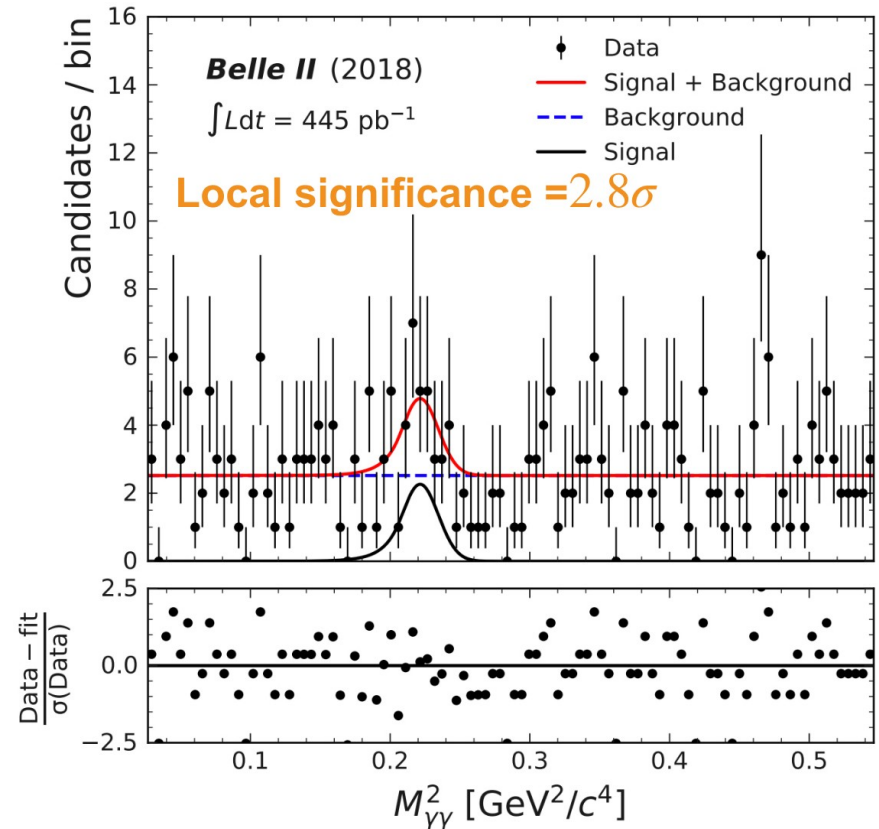 Candidates / bin
16
14
12
10
8
6
4
2
0
Belle II (2018)
∫Ldt = 445 pb⁻¹
Data
Signal + Background
Background
Signal
Local significance =2.8σ
Data − fit
σ(Data)
2.5
0.0
−2.5
0.1 0.2 0.3 0.4 0.5
M²γγ [GeV²/c⁴]